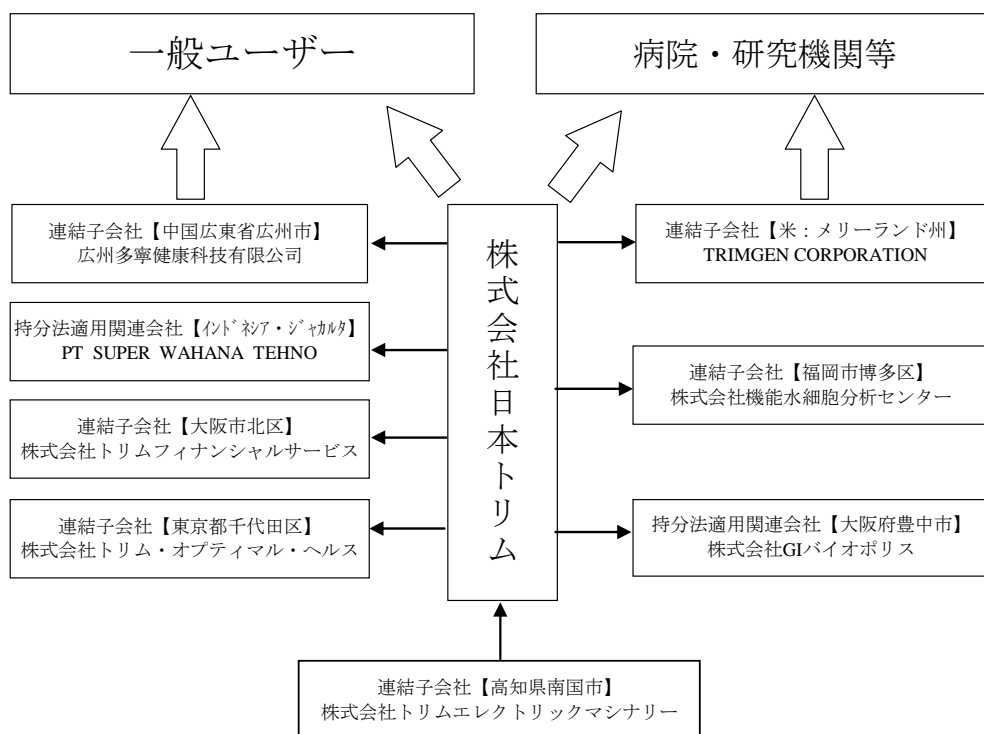 一般ユーザー
病院・研究機関等
連結子会社【中国広東省広州市】
広州多寧健康科技有限公司
持分法適用関連会社【ｲﾝﾄﾞﾈｼｱ・ｼﾞｬｶﾙﾀ】
PT SUPER WAHANA TEHNO
連結子会社【大阪市北区】
株式会社トリムフィナンシャルサービス
連結子会社【東京都千代田区】
株式会社トリム・オプティマル・ヘルス
株式会社日本トリム
連結子会社【米：メリーランド州】
TRIMGEN CORPORATION
連結子会社【福岡市博多区】
株式会社機能水細胞分析センター
持分法適用関連会社【大阪府豊中市】
株式会社GIバイオポリス
連結子会社【高知県南国市】
株式会社トリムエレクトリックマシナリー